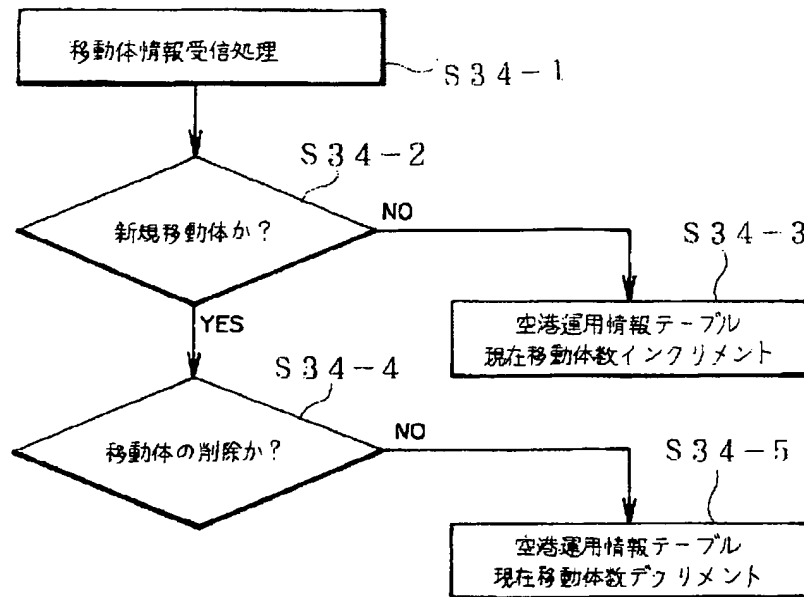 移動体情報受信処理
S34-1
S34-2
新規移動体か?
NO
S34-3
空港運用情報テーブル
現在移動体数インクリメント
YES
S34-4
移動体の削除か?
NO
S34-5
空港運用情報テーブル
現在移動体数デクリメント